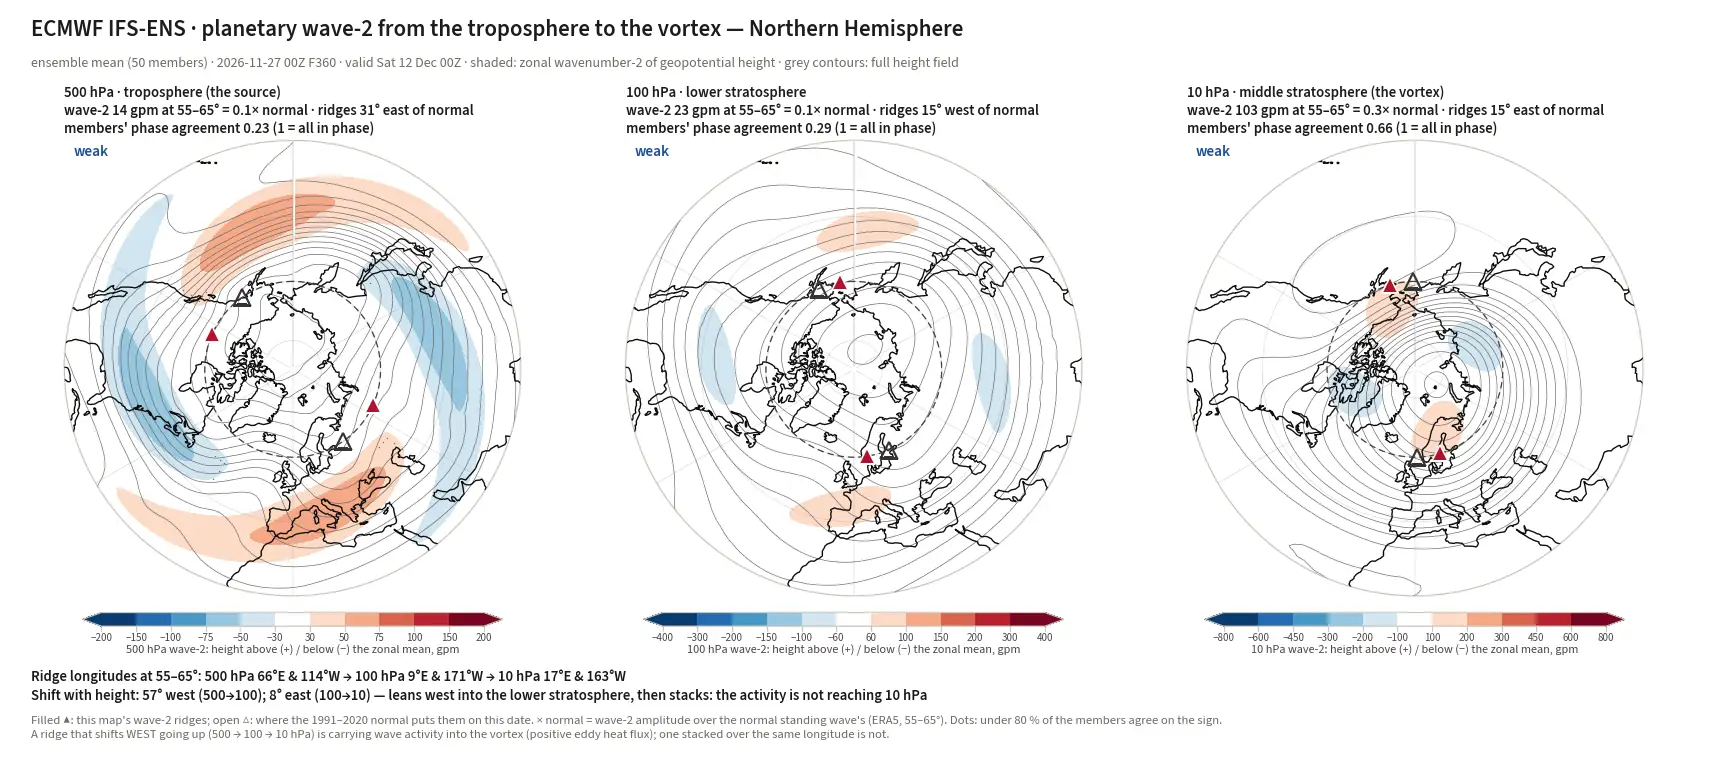 ECMWF IFS-ENS · planetary wave-2 from the troposphere to the vortex — Northern Hemisphere
ensemble mean (50 members) · 2026-11-27 00Z F360 · valid Sat 12 Dec 00Z · shaded: zonal wavenumber-2 of geopotential height · grey contours: full height field
500 hPa · troposphere (the source)
wave-2 14 gpm at 55–65° = 0.1× normal · ridges 31° east of normal
members' phase agreement 0.23 (1 = all in phase)
weak
100 hPa · lower stratosphere
wave-2 23 gpm at 55–65° = 0.1× normal · ridges 15° west of normal
members' phase agreement 0.29 (1 = all in phase)
weak
10 hPa · middle stratosphere (the vortex)
wave-2 103 gpm at 55–65° = 0.3× normal · ridges 15° east of normal
members' phase agreement 0.66 (1 = all in phase)
weak
−200 −150 −100 −75 −50 −30 30 50 75 100 150 200
500 hPa wave-2: height above (+) / below (−) the zonal mean, gpm
−400 −300 −200 −150 −100 −60 60 100 150 200 300 400
100 hPa wave-2: height above (+) / below (−) the zonal mean, gpm
−800 −600 −450 −300 −200 −100 100 200 300 450 600 800
10 hPa wave-2: height above (+) / below (−) the zonal mean, gpm
Ridge longitudes at 55–65°: 500 hPa 66°E & 114°W → 100 hPa 9°E & 171°W → 10 hPa 17°E & 163°W
Shift with height: 57° west (500→100); 8° east (100→10) — leans west into the lower stratosphere, then stacks: the activity is not reaching 10 hPa
Filled ▲: this map's wave-2 ridges; open △: where the 1991–2020 normal puts them on this date. × normal = wave-2 amplitude over the normal standing wave's (ERA5, 55–65°). Dots: under 80 % of the members agree on the sign.
A ridge that shifts WEST going up (500 → 100 → 10 hPa) is carrying wave activity into the vortex (positive eddy heat flux); one stacked over the same longitude is not.